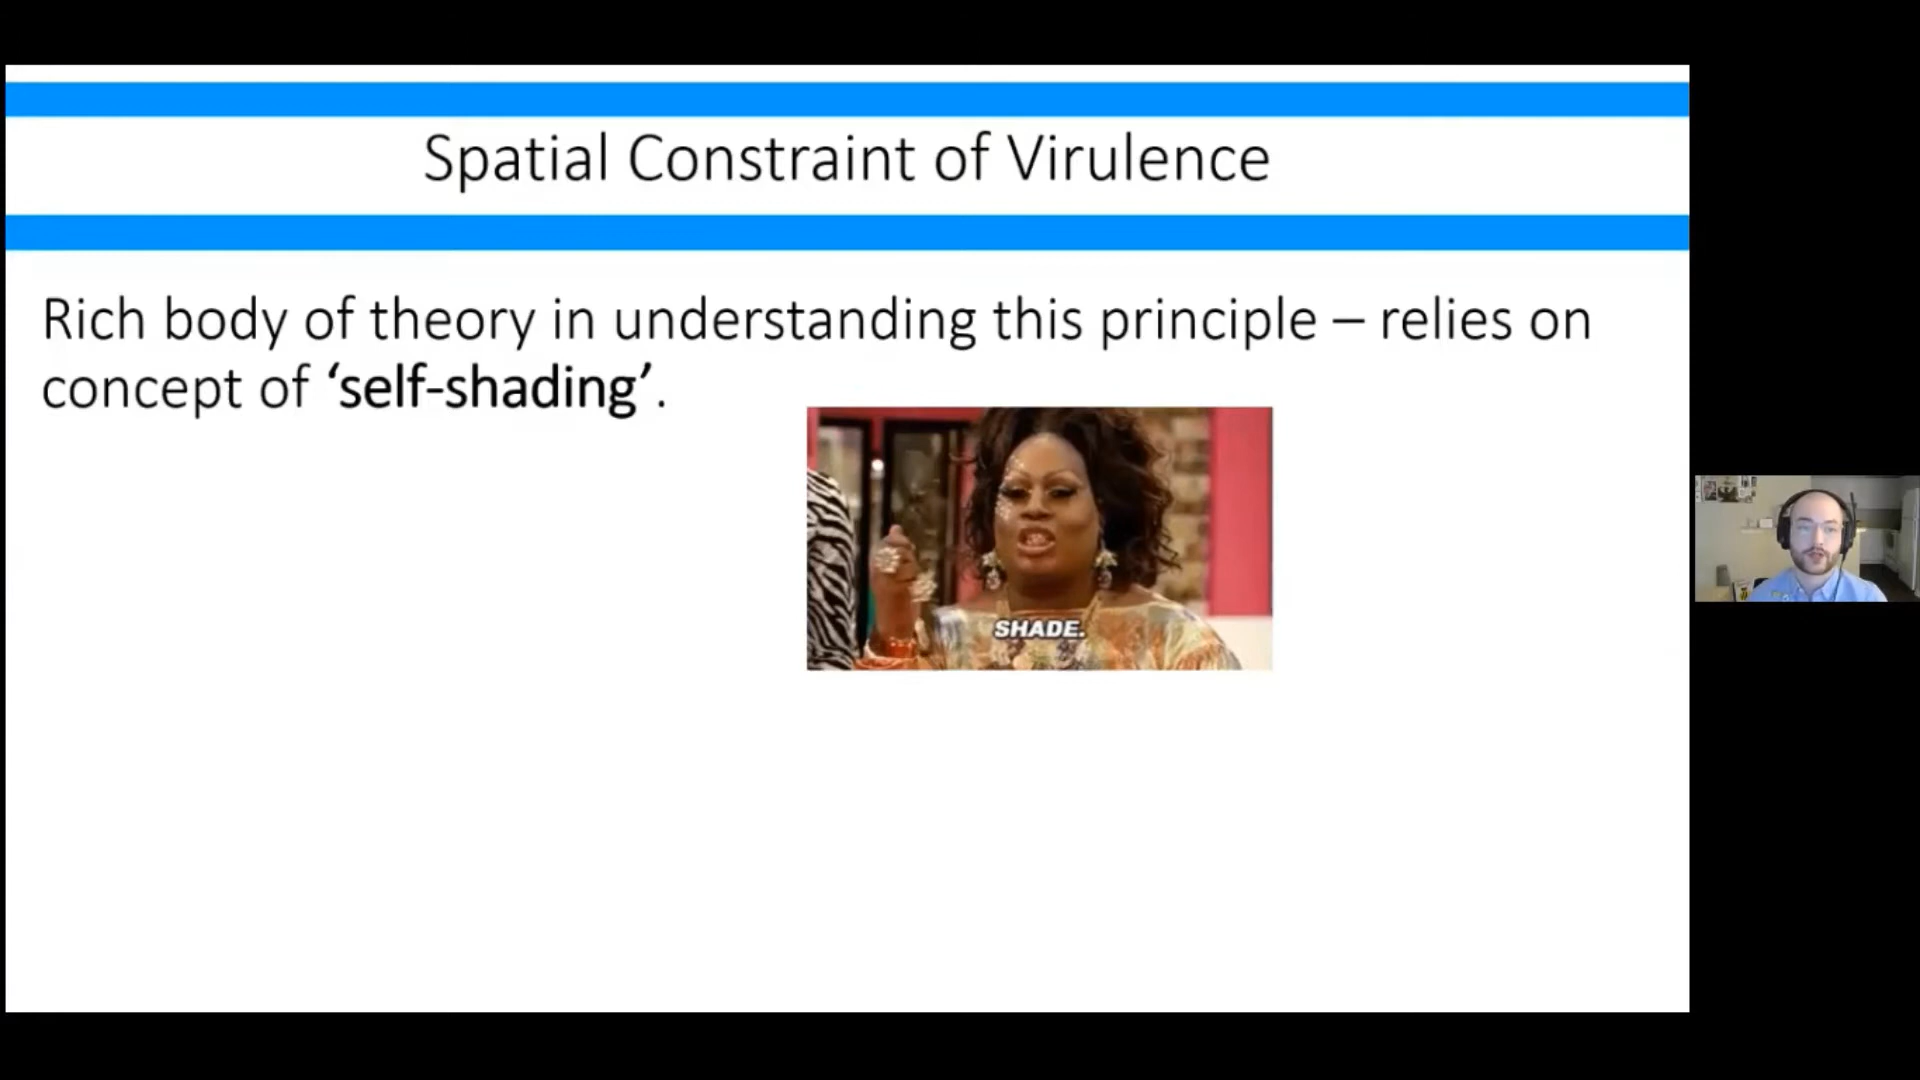 Spatial Constraint of Virulence
Rich body of theory in understanding this principle – relies on
concept of ‘self-shading’.
SHADE.